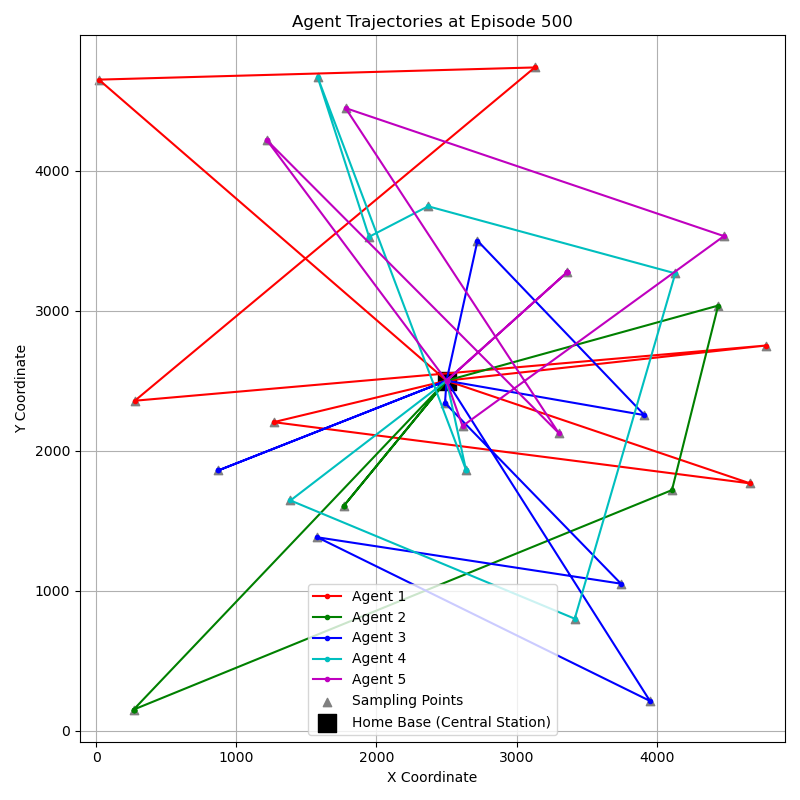 Agent Trajectories at Episode 500
Y Coordinate
4000
3000
2000
1000
0
Agent 1
Agent 2
Agent 3
Agent 4
Agent 5
Sampling Points
Home Base (Central Station)
0 1000 2000 3000 4000
X Coordinate